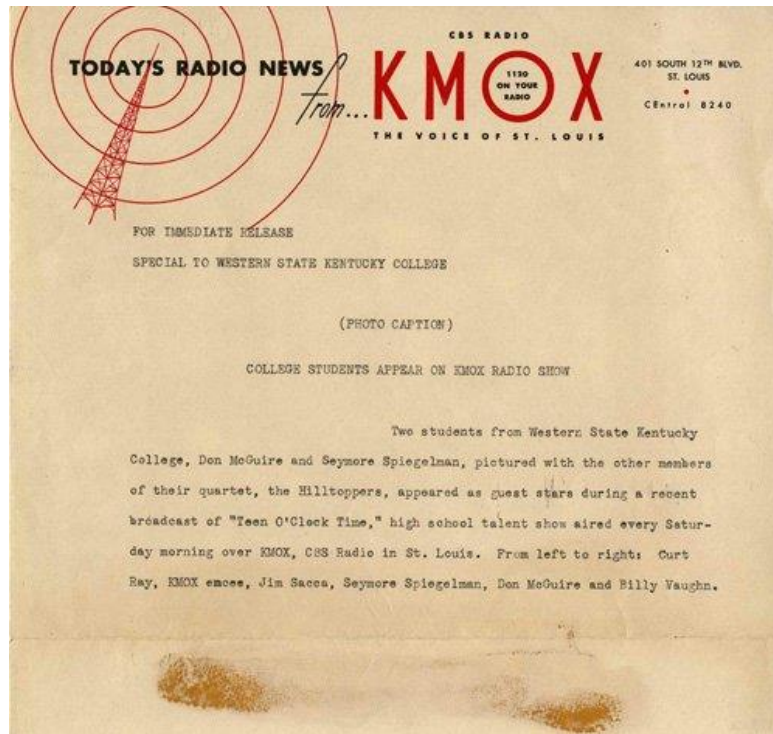 CBS RADIO
TODAY'S RADIO NEWS
from...
KMOX
1120
ON YOUR
RADIO
THE VOICE OF ST. LOUIS
401 SOUTH 12TH BLVD.
ST. LOUIS
CEntral 8240
FOR IMMEDIATE RELEASE
SPECIAL TO WESTERN STATE KENTUCKY COLLEGE
(PHOTO CAPTION)
COLLEGE STUDENTS APPEAR ON KMOX RADIO SHOW
Two students from Western State Kentucky
College, Don McGuire and Seymore Spiegelman, pictured with the other members
of their quartet, the Hilltoppers, appeared as guest stars during a recent
broadcast of "Teen O'Clock Time," high school talent show aired every Satur-
day morning over KMOX, CBS Radio in St. Louis. From left to right: Curt
Ray, KMOX emcee, Jim Sacca, Seymore Spiegelman, Don McGuire and Billy Vaughn.